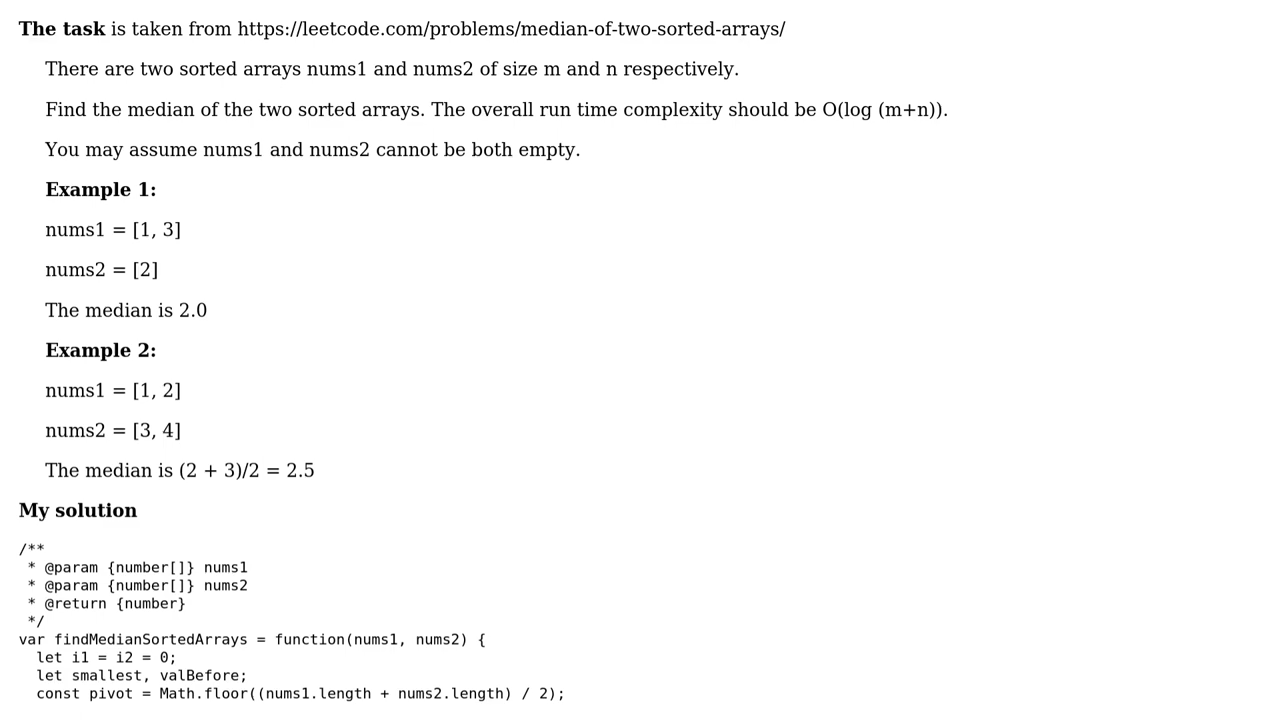 The task is taken from https://leetcode.com/problems/median-of-two-sorted-arrays/
There are two sorted arrays nums1 and nums2 of size m and n respectively.
Find the median of the two sorted arrays. The overall run time complexity should be O(log (m+n)).
You may assume nums1 and nums2 cannot be both empty.
Example 1:
nums1 = [1, 3]
nums2 = [2]
The median is 2.0
Example 2:
nums1 = [1, 2]
nums2 = [3, 4]
The median is (2 + 3)/2 = 2.5
My solution
/**
 * @param {number[]} nums1
 * @param {number[]} nums2
 * @return {number}
 */
var findMedianSortedArrays = function(nums1, nums2) {
  let i1 = i2 = 0;
  let smallest, valBefore;
  const pivot = Math.floor((nums1.length + nums2.length) / 2);